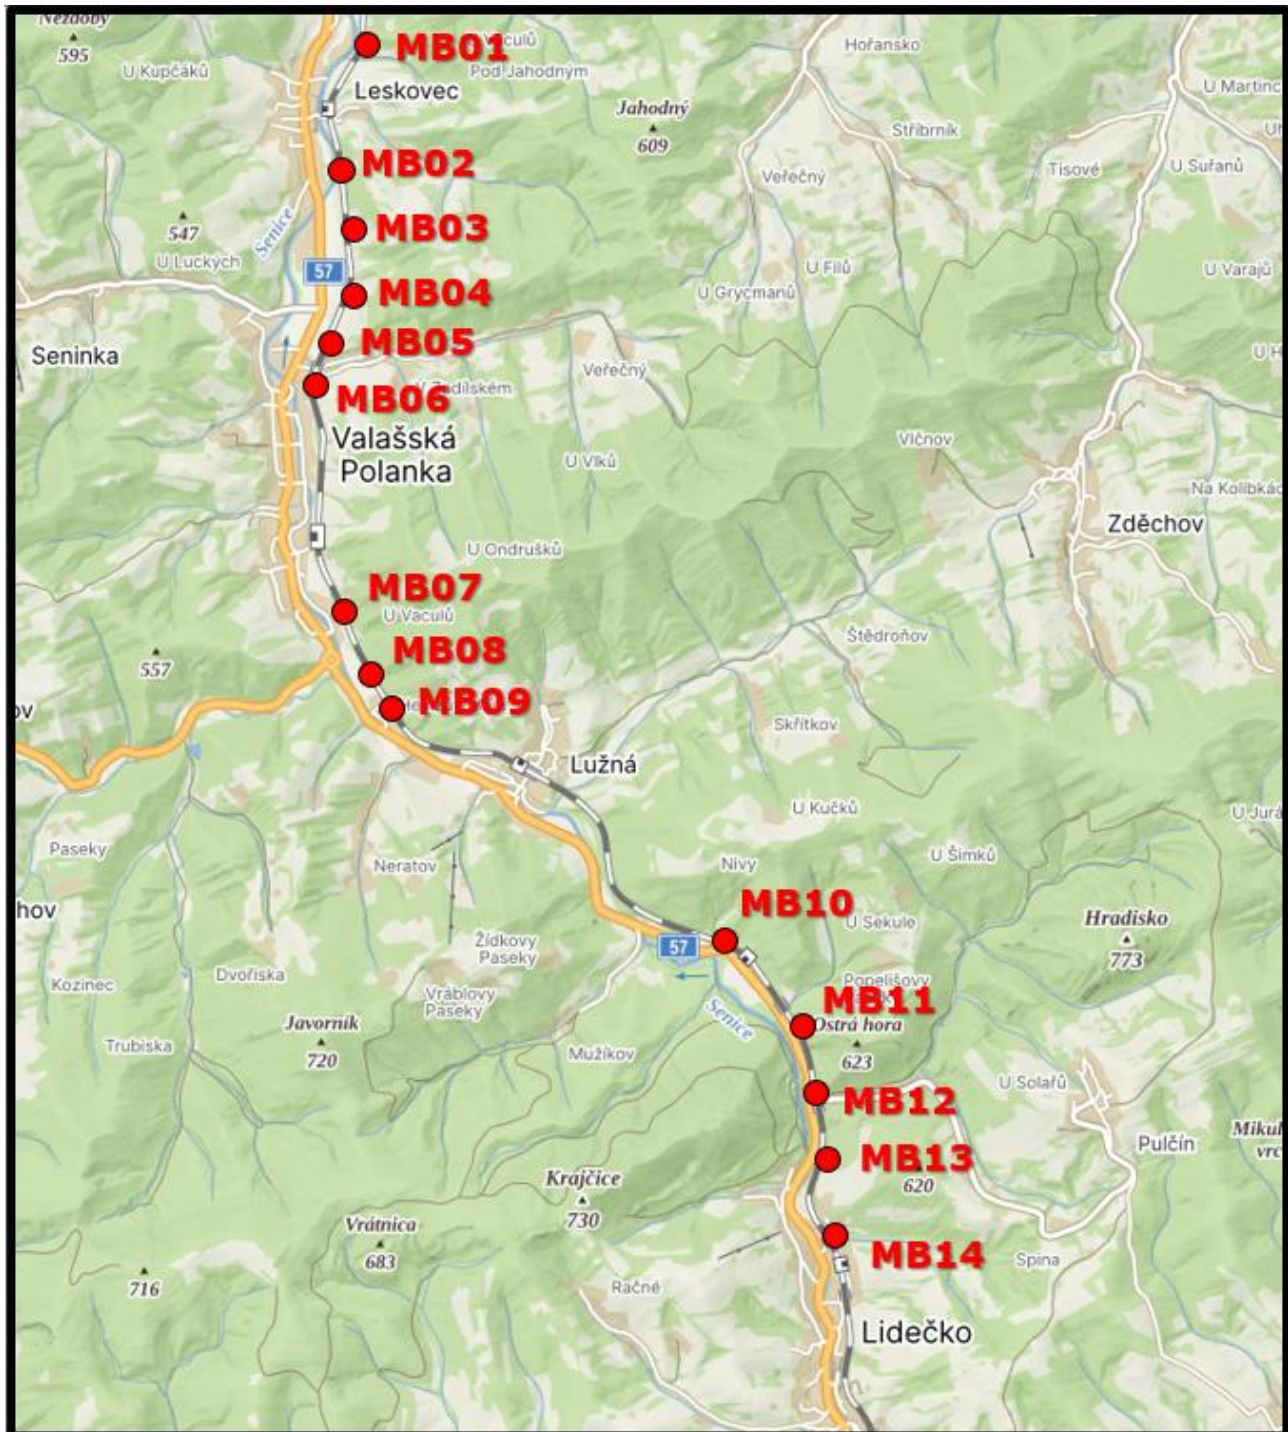 Nezdoby
595
U Kupčáků
MB01
Pod Jahodným
Hořansko
Leskovec
Jahodný
609
Stříbrník
U Martinc
Veřečný
Tisové
U Suřanů
MB02
547
Senice
MB03
U Luckých
57
U Filů
U Varajů
MB04
U Grycmanů
Seninka
MB05
Veřečný
MB06
Valašská
Polanka
U Vlků
Vlčnov
Na Kolibkác
Zděchov
U Ondrušků
MB07
U Vaculů
Štědroňov
557
MB08
MB09
Skřítkov
Lužná
U Kučků
U Jurá
Paseky
Neratov
Nivy
U Šimků
MB10
U Sekule
Hradisko
773
57
Židkovy
Paseky
Kozinec
Dvořiska
Vráblovy
Paseky
Popelišovy
Senice
MB11
Ostrá hora
623
Javorník
720
Trubiska
Mužíkov
U Solařů
MB12
Pulčín
MB13
620
Krajčice
730
Vrátnica
683
MB14
Spina
716
Račné
Lidečko